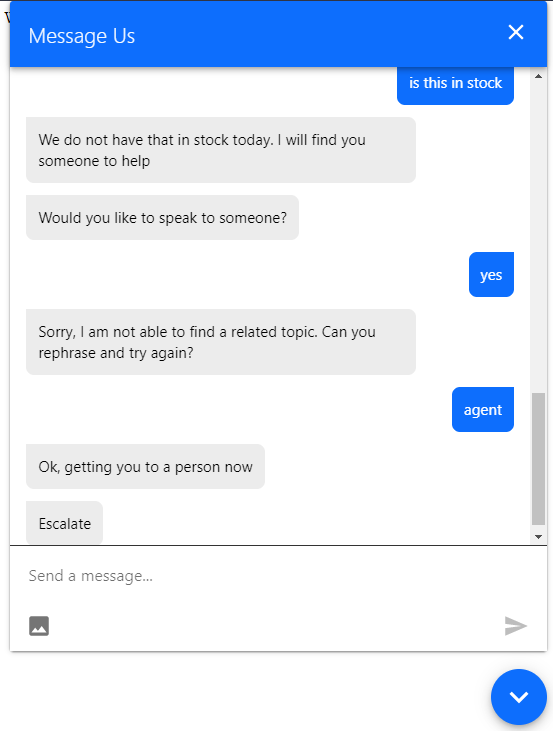 Message Us
is this in stock
We do not have that in stock today. I will find you
someone to help
Would you like to speak to someone?
yes
Sorry, I am not able to find a related topic. Can you
rephrase and try again?
agent
Ok, getting you to a person now
Escalate
Send a message...